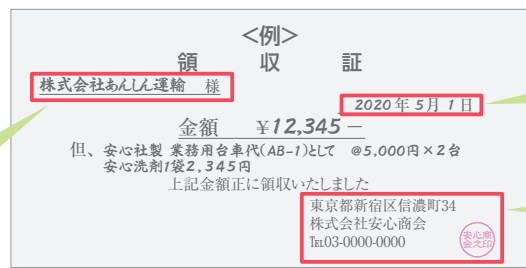 <例>
領 収 証
株式会社あんしん運輸 様
2020年 5月 1日
金額 ¥12,345−
但、安心社製 業務用台車代(AB-1)として @5,000円×2台
安心洗剤1袋2,345円
上記金額正に領収いたしました
東京都新宿区信濃町34
株式会社安心商会
℡03-0000-0000
安心商会之印